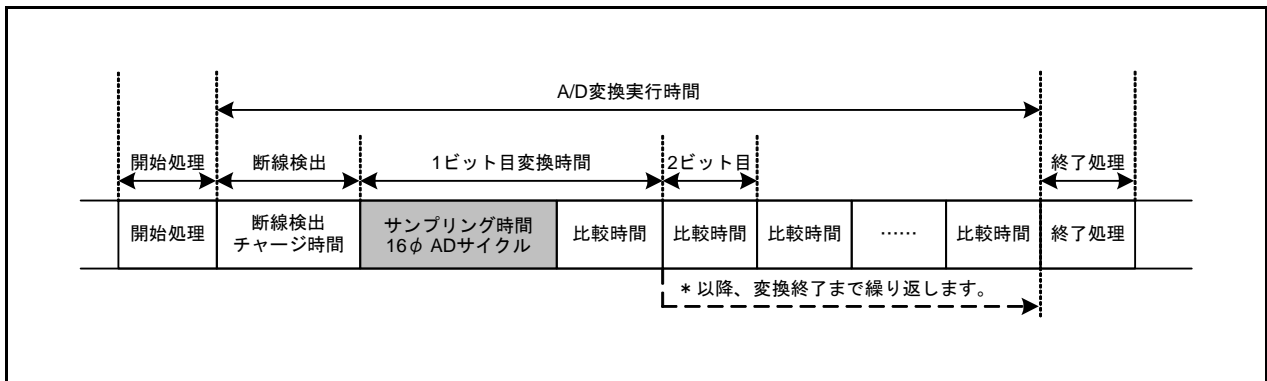 A/D変換実行時間
開始処理 断線検出 1ビット目変換時間 2ビット目 終了処理
開始処理 断線検出 サンプリング時間 比較時間 比較時間 比較時間 …… 比較時間 終了処理
チャージ時間 16φ ADサイクル
* 以降、変換終了まで繰り返します。